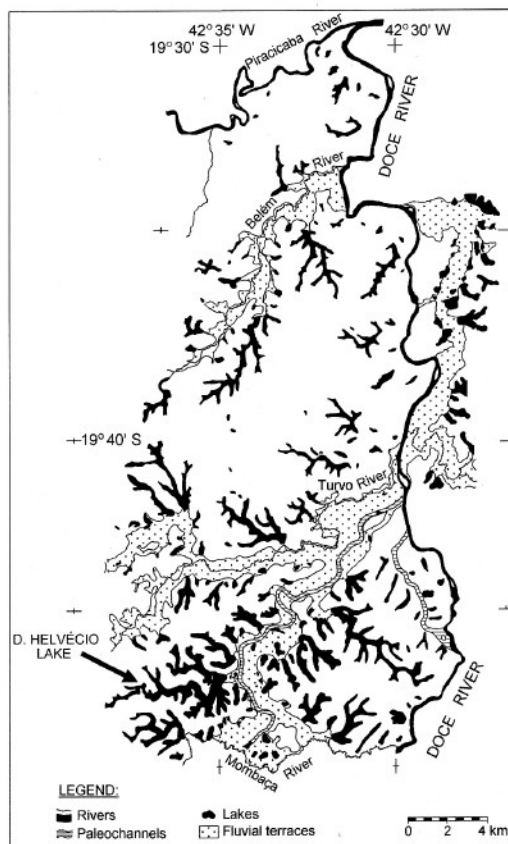 42° 35' W
42° 30' W
19° 30' S
Piracicaba River
DOCE RIVER
Belém River
19° 40' S
Turvo River
D. HELVÉCIO
LAKE
DOCE RIVER
Mombaça River
LEGEND:
Rivers
Lakes
Paleochannels
Fluvial terraces
0 2 4 km